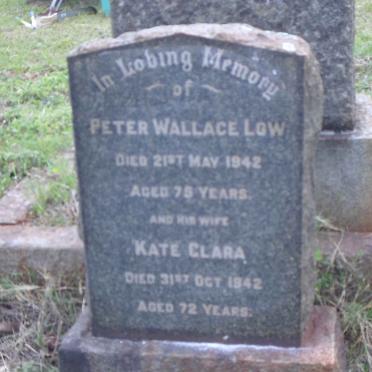 In Loving Memory
of
PETER WALLACE LOW
DIED 21ST MAY 1942
AGED 78 YEARS.
AND HIS WIFE
KATE CLARA
DIED 31ST OCT 1942
AGED 72 YEARS.